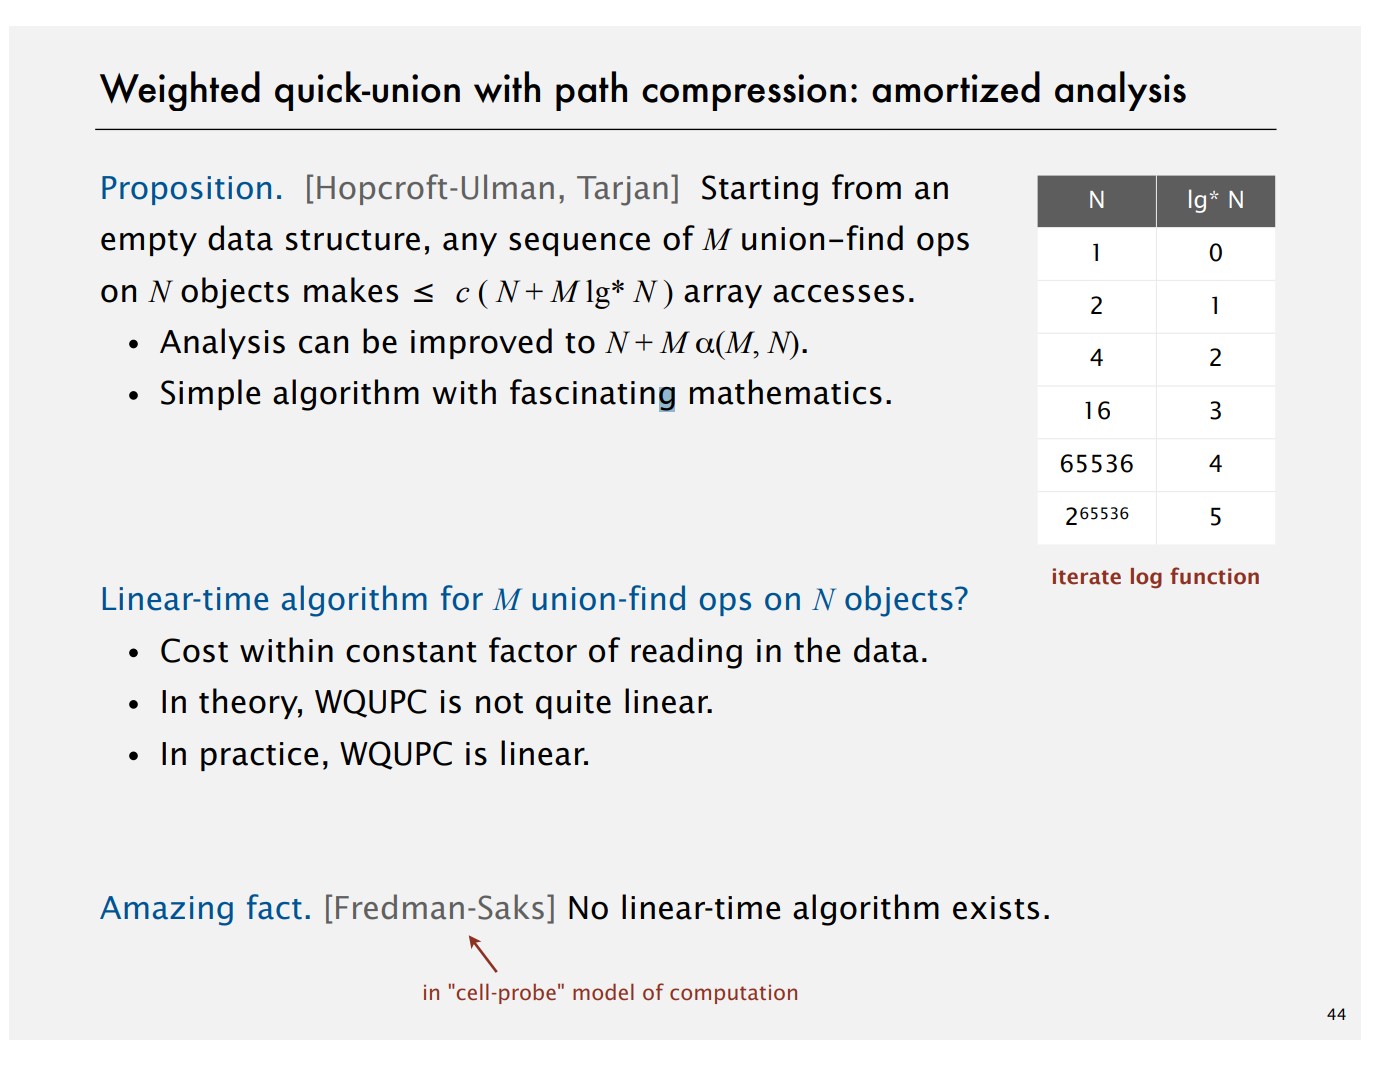 Weighted quick-union with path compression: amortized analysis
Proposition. [Hopcroft-Ulman, Tarjan] Starting from an
empty data structure, any sequence of M union–find ops
on N objects makes ≤ c ( N + M lg* N ) array accesses.
• Analysis can be improved to N + M α(M, N).
• Simple algorithm with fascinating mathematics.
N lg* N
1 0
2 1
4 2
16 3
65536 4
2⁶⁵⁵³⁶ 5
iterate log function
Linear-time algorithm for M union-find ops on N objects?
• Cost within constant factor of reading in the data.
• In theory, WQUPC is not quite linear.
• In practice, WQUPC is linear.
Amazing fact. [Fredman-Saks] No linear-time algorithm exists.
in "cell-probe" model of computation
44